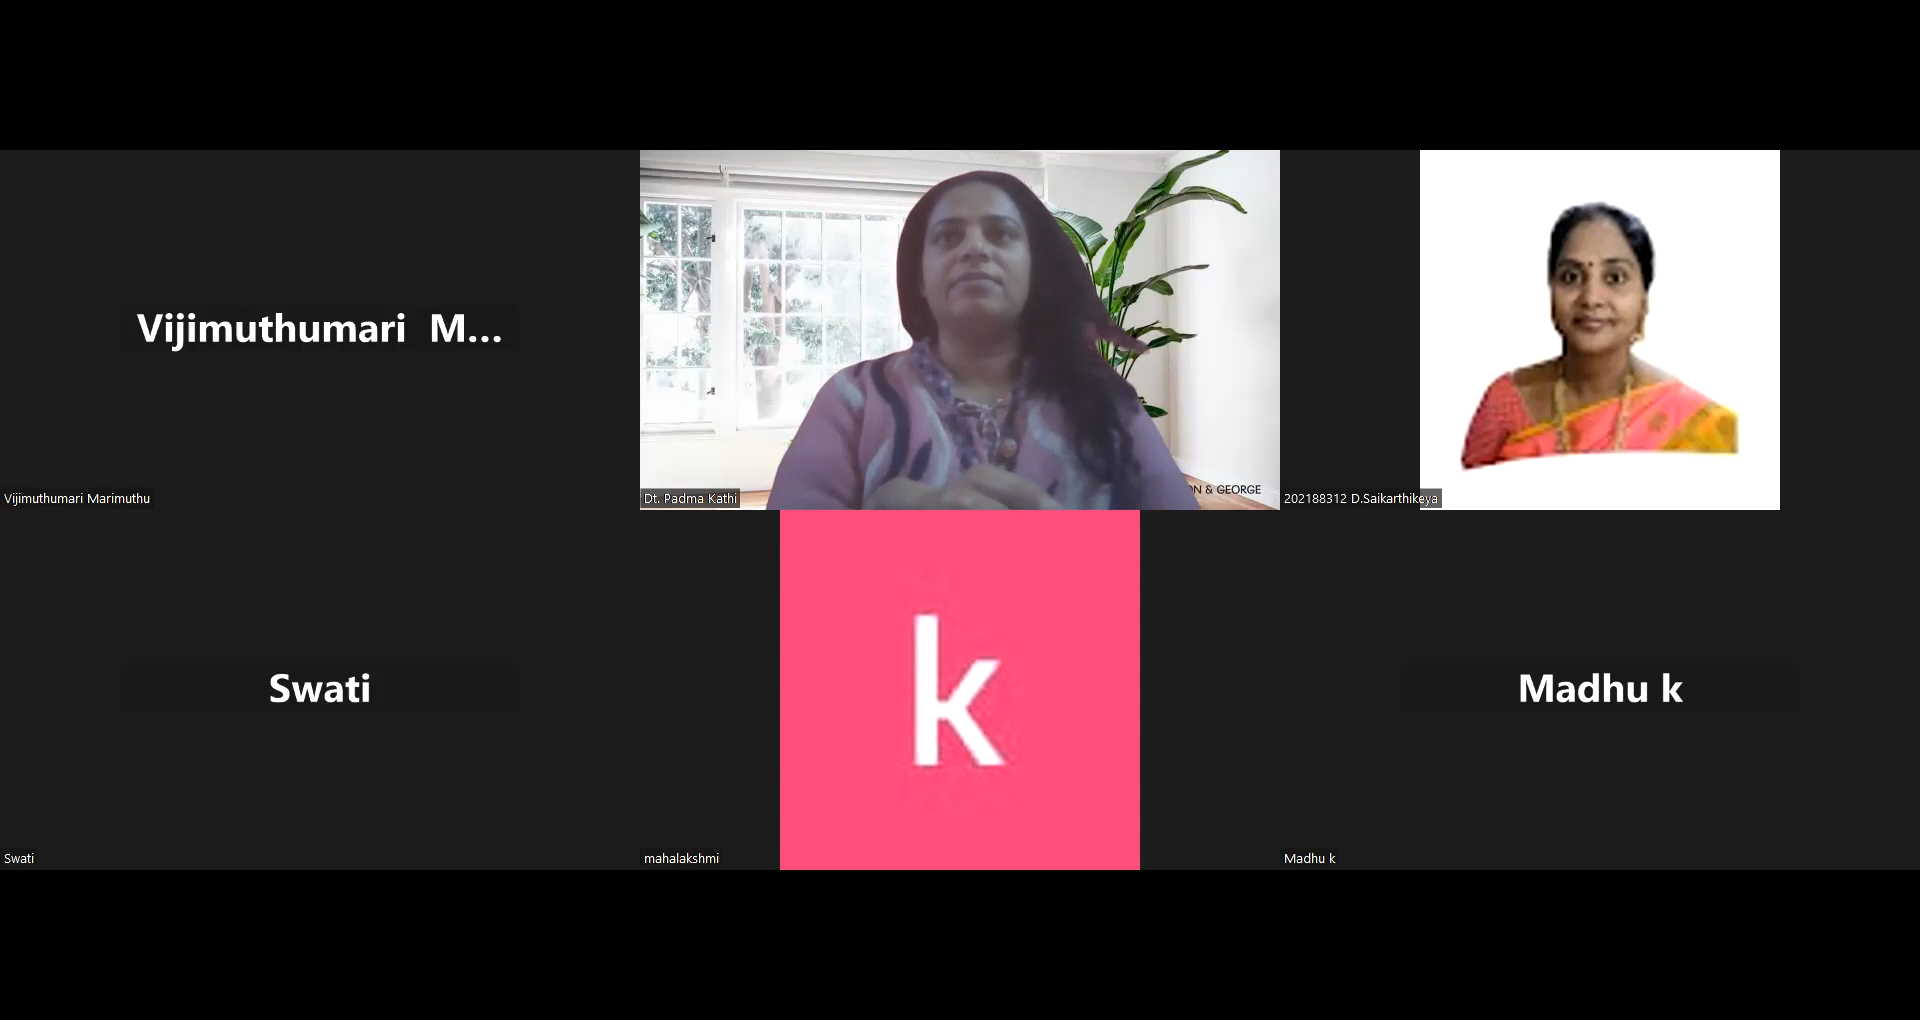 Vijimuthumari M...
Vijimuthumari Marimuthu
Dt. Padma Kathi
& GEORGE
202188312 D.Saikarthikeya
Swati
Swati
k
mahalakshmi
Madhu k
Madhu k